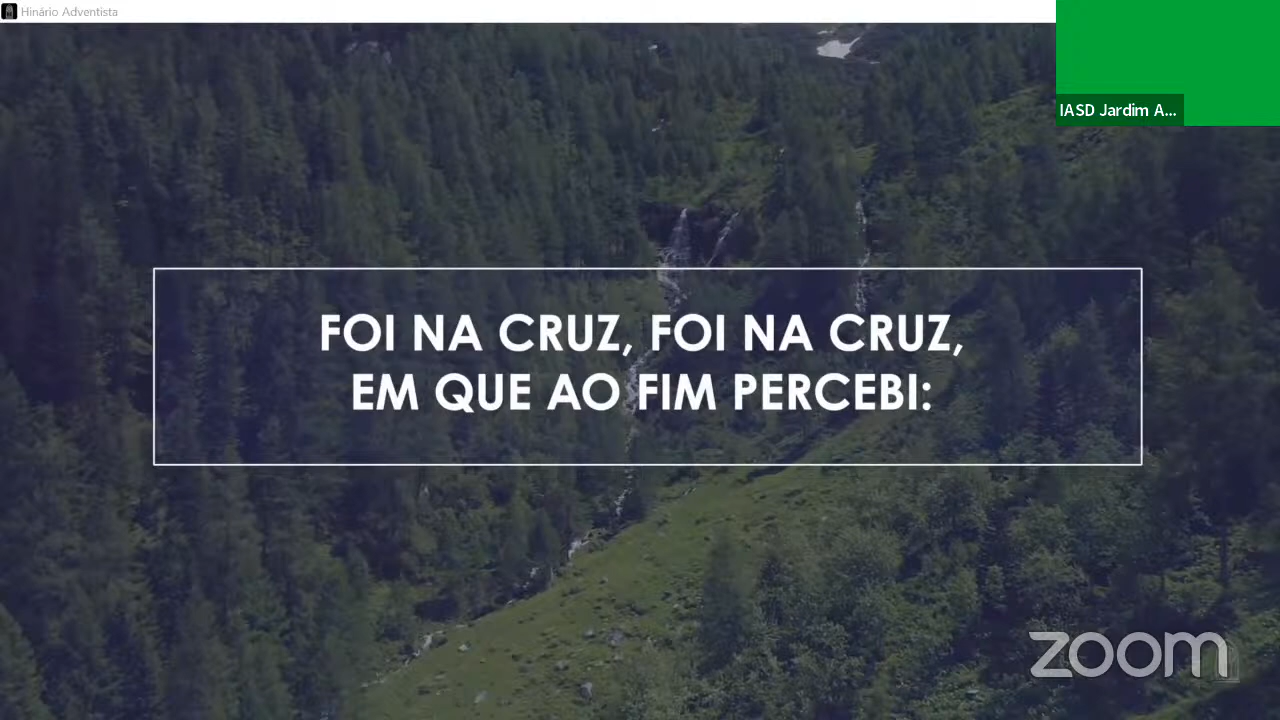 Hinário Adventista
IASD Jardim A...
FOI NA CRUZ, FOI NA CRUZ,
EM QUE AO FIM PERCEBI:
zoom